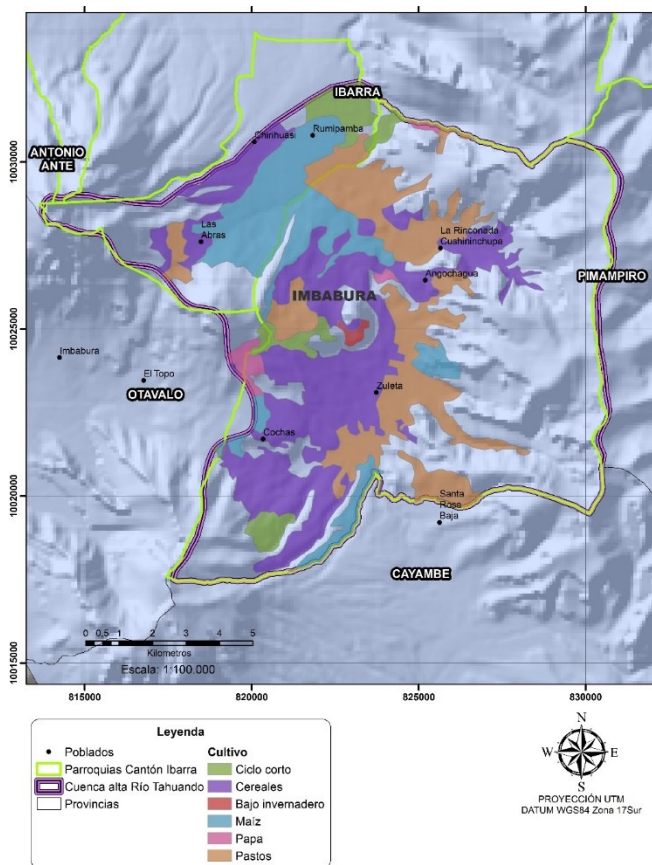 IBARRA
Chirihuasi
Rumipamba
ANTONIO
ANTE
Las
Abras
La Rinconada
Cuahininchupa
Angochagua
PIMAMPIRO
IMBABURA
Imbabura
El Topo
OTAVALO
Zuleta
Cochas
Santa
Rosa
Baja
CAYAMBE
10030000
10025000
10020000
10015000
0 0,5 1 2 3 4 5
Kilometros
Escala: 1:100.000
815000 820000 825000 830000
Leyenda
Poblados
Parroquias Cantón Ibarra
Cuenca alta Río Tahuando
Provincias
Cultivo
Ciclo corto
Cereales
Bajo invernadero
Maíz
Papa
Pastos
N
W E
S
PROYECCIÓN UTM
DATUM WGS84 Zona 17Sur